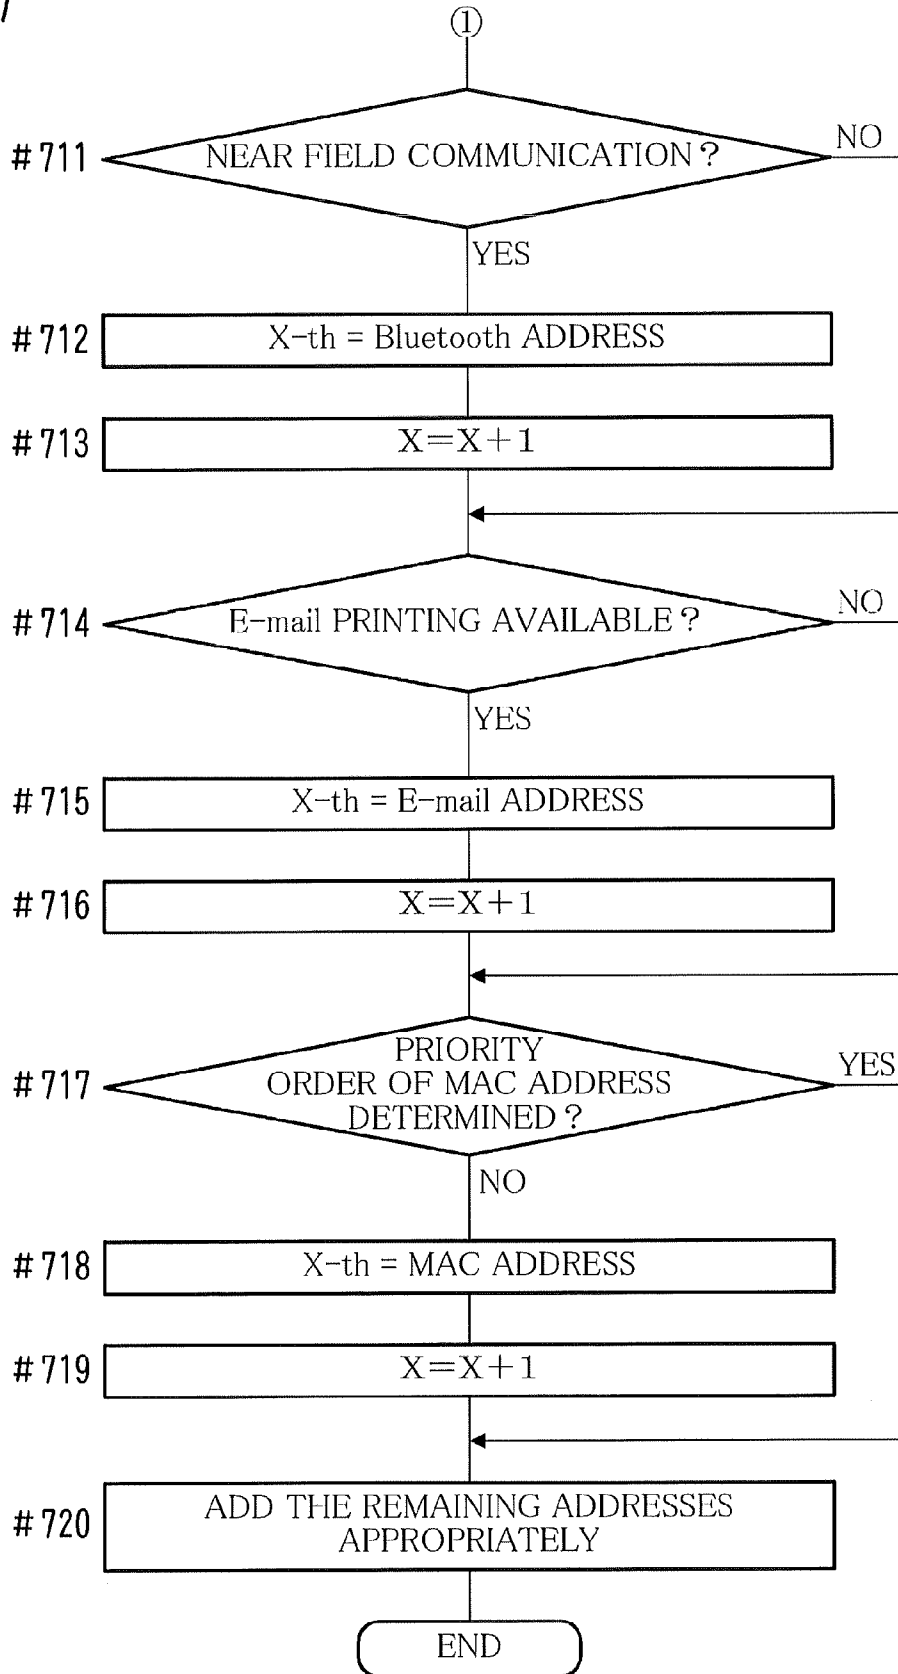 ①
#711 NEAR FIELD COMMUNICATION? NO
YES
#712 X-th = Bluetooth ADDRESS
#713 X=X+1
#714 E-mail PRINTING AVAILABLE? NO
YES
#715 X-th = E-mail ADDRESS
#716 X=X+1
PRIORITY
#717 ORDER OF MAC ADDRESS YES
DETERMINED?
NO
#718 X-th = MAC ADDRESS
#719 X=X+1
#720 ADD THE REMAINING ADDRESSES
APPROPRIATELY
END